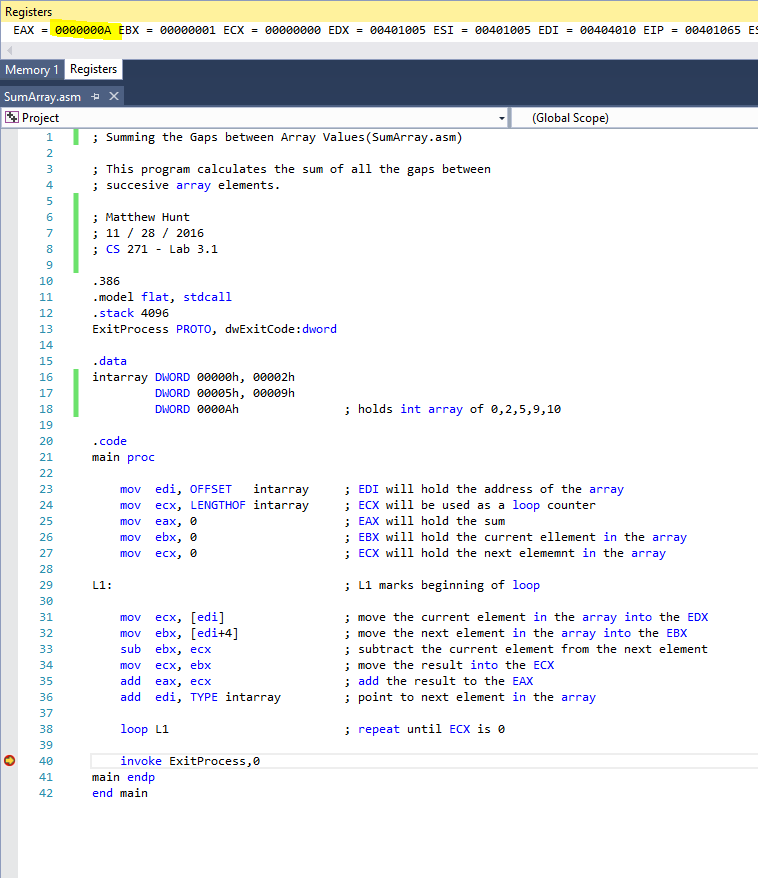 Registers
EAX = 0000000A EBX = 00000001 ECX = 00000000 EDX = 00401005 ESI = 00401005 EDI = 00404010 EIP = 00401065 ES
Memory 1 Registers
SumArray.asm
Project (Global Scope)
1 ; Summing the Gaps between Array Values(SumArray.asm)
2
3 ; This program calculates the sum of all the gaps between
4 ; succesive array elements.
5
6 ; Matthew Hunt
7 ; 11 / 28 / 2016
8 ; CS 271 - Lab 3.1
9
10 .386
11 .model flat, stdcall
12 .stack 4096
13 ExitProcess PROTO, dwExitCode:dword
14
15 .data
16 intarray DWORD 00000h, 00002h
17 DWORD 00005h, 00009h
18 DWORD 0000Ah ; holds int array of 0,2,5,9,10
19
20 .code
21 main proc
22
23 mov edi, OFFSET intarray ; EDI will hold the address of the array
24 mov ecx, LENGTHOF intarray ; ECX will be used as a loop counter
25 mov eax, 0 ; EAX will hold the sum
26 mov ebx, 0 ; EBX will hold the current ellement in the array
27 mov ecx, 0 ; ECX will hold the next elememnt in the array
28
29 L1: ; L1 marks beginning of loop
30
31 mov ecx, [edi] ; move the current element in the array into the EDX
32 mov ebx, [edi+4] ; move the next element in the array into the EBX
33 sub ebx, ecx ; subtract the current element from the next element
34 mov ecx, ebx ; move the result into the ECX
35 add eax, ecx ; add the result to the EAX
36 add edi, TYPE intarray ; point to next element in the array
37
38 loop L1 ; repeat until ECX is 0
39
40 invoke ExitProcess,0
41 main endp
42 end main